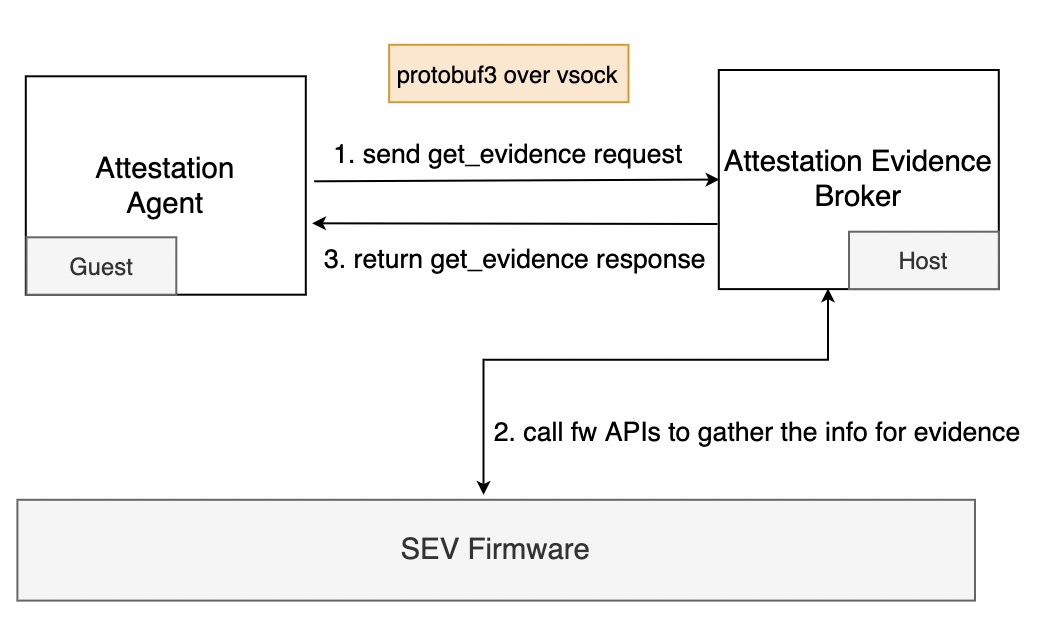 protobuf3 over vsock
1. send get_evidence request
Attestation
Agent
Guest
Attestation Evidence
Broker
Host
3. return get_evidence response
2. call fw APIs to gather the info for evidence
SEV Firmware